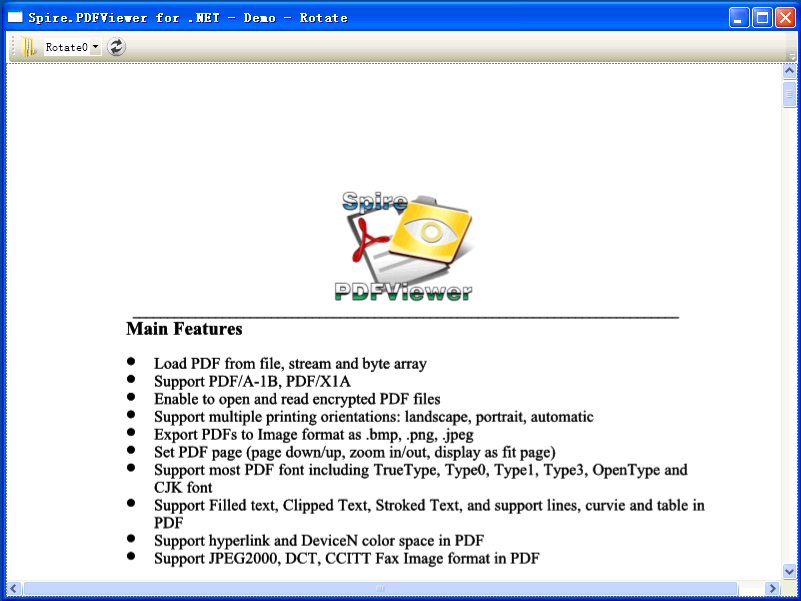 Spire.PDFViewer for .NET - Demo - Rotate
Rotate0
Spire
PDFViewer
Main Features
● Load PDF from file, stream and byte array
● Support PDF/A-1B, PDF/X1A
● Enable to open and read encrypted PDF files
● Support multiple printing orientations: landscape, portrait, automatic
● Export PDFs to Image format as .bmp, .png, .jpeg
● Set PDF page (page down/up, zoom in/out, display as fit page)
● Support most PDF font including TrueType, Type0, Type1, Type3, OpenType and
CJK font
● Support Filled text, Clipped Text, Stroked Text, and support lines, curvie and table in
PDF
● Support hyperlink and DeviceN color space in PDF
● Support JPEG2000, DCT, CCITT Fax Image format in PDF